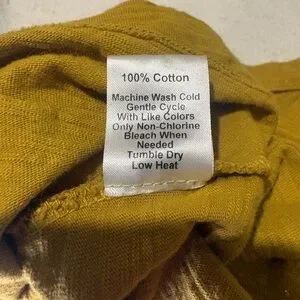 100% Cotton
Machine Wash Cold
Gentle Cycle
With Like Colors
Only Non-Chlorine
Bleach When
Needed
Tumble Dry
Low Heat